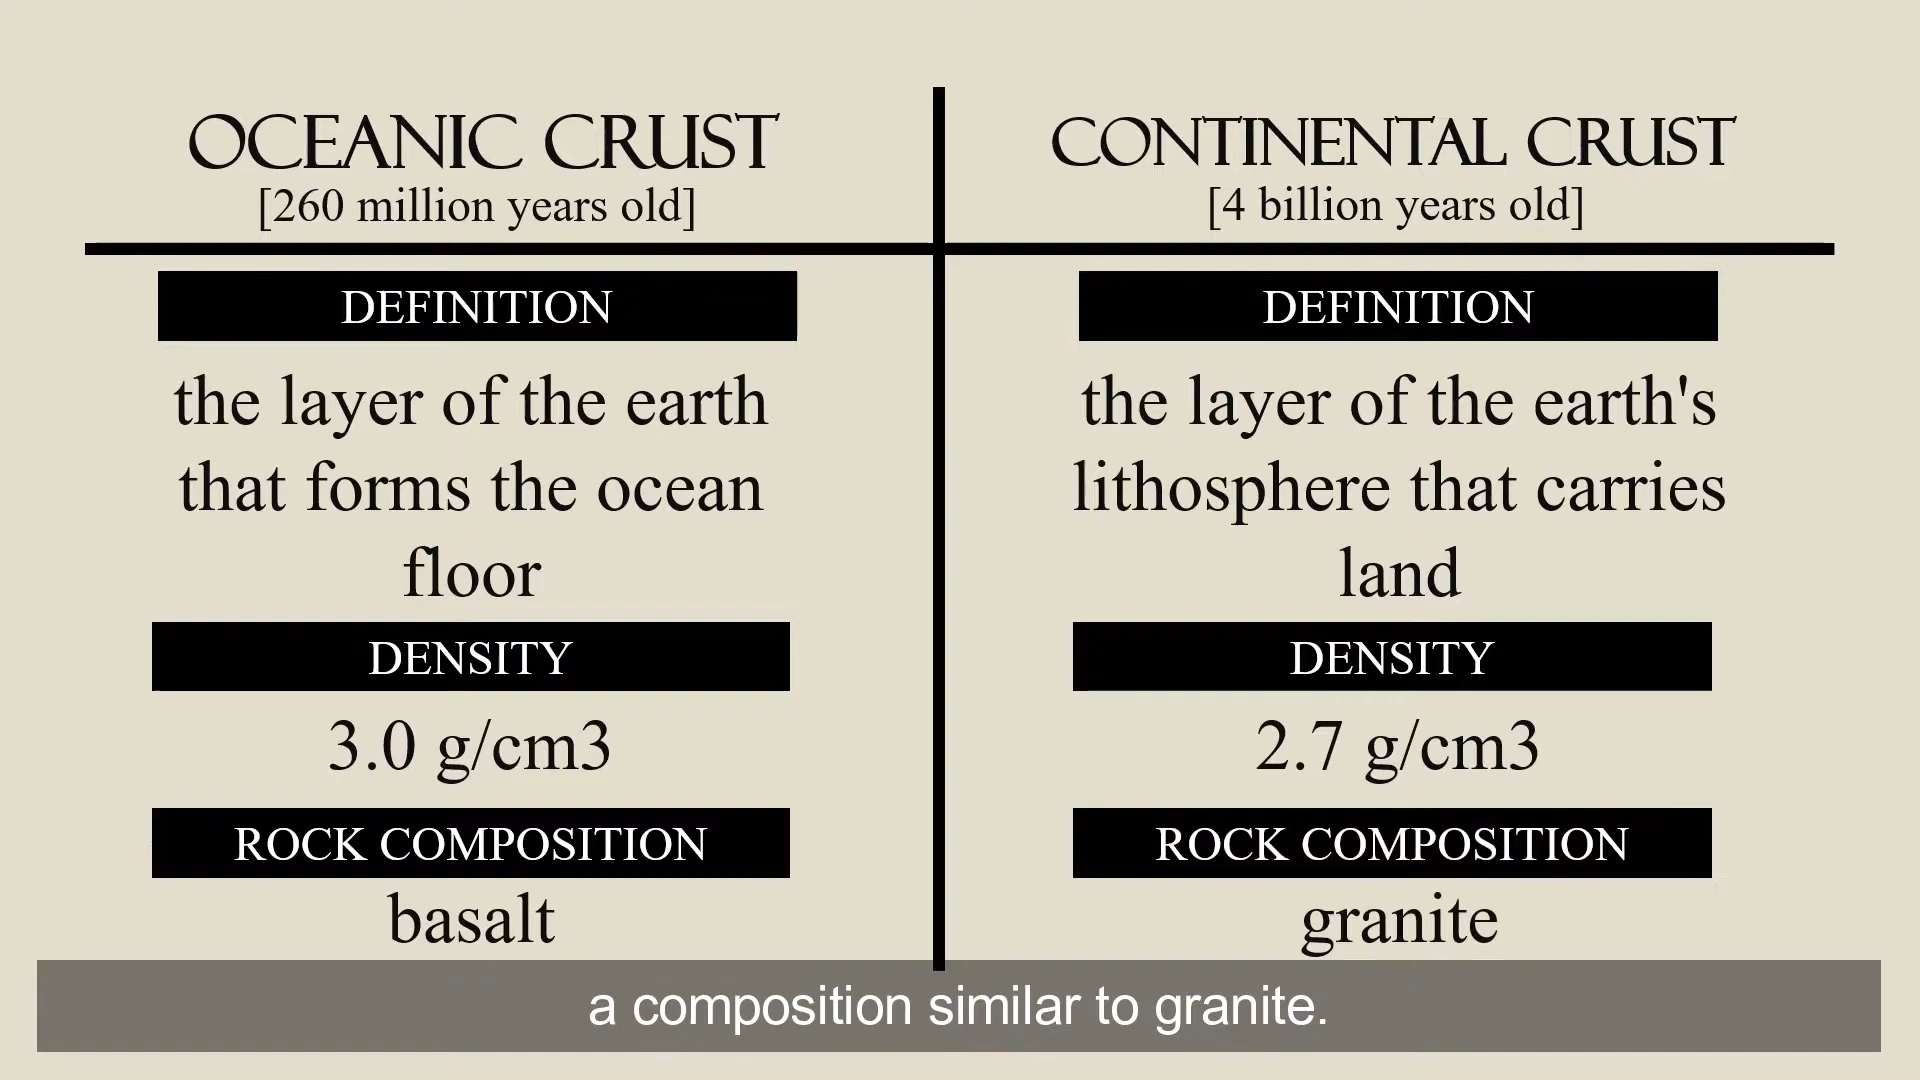 OCEANIC CRUST
[260 million years old]
DEFINITION
the layer of the earth
that forms the ocean
floor
DENSITY
3.0 g/cm3
ROCK COMPOSITION
basalt
CONTINENTAL CRUST
[4 billion years old]
DEFINITION
the layer of the earth's
lithosphere that carries
land
DENSITY
2.7 g/cm3
ROCK COMPOSITION
granite
a composition similar to granite.